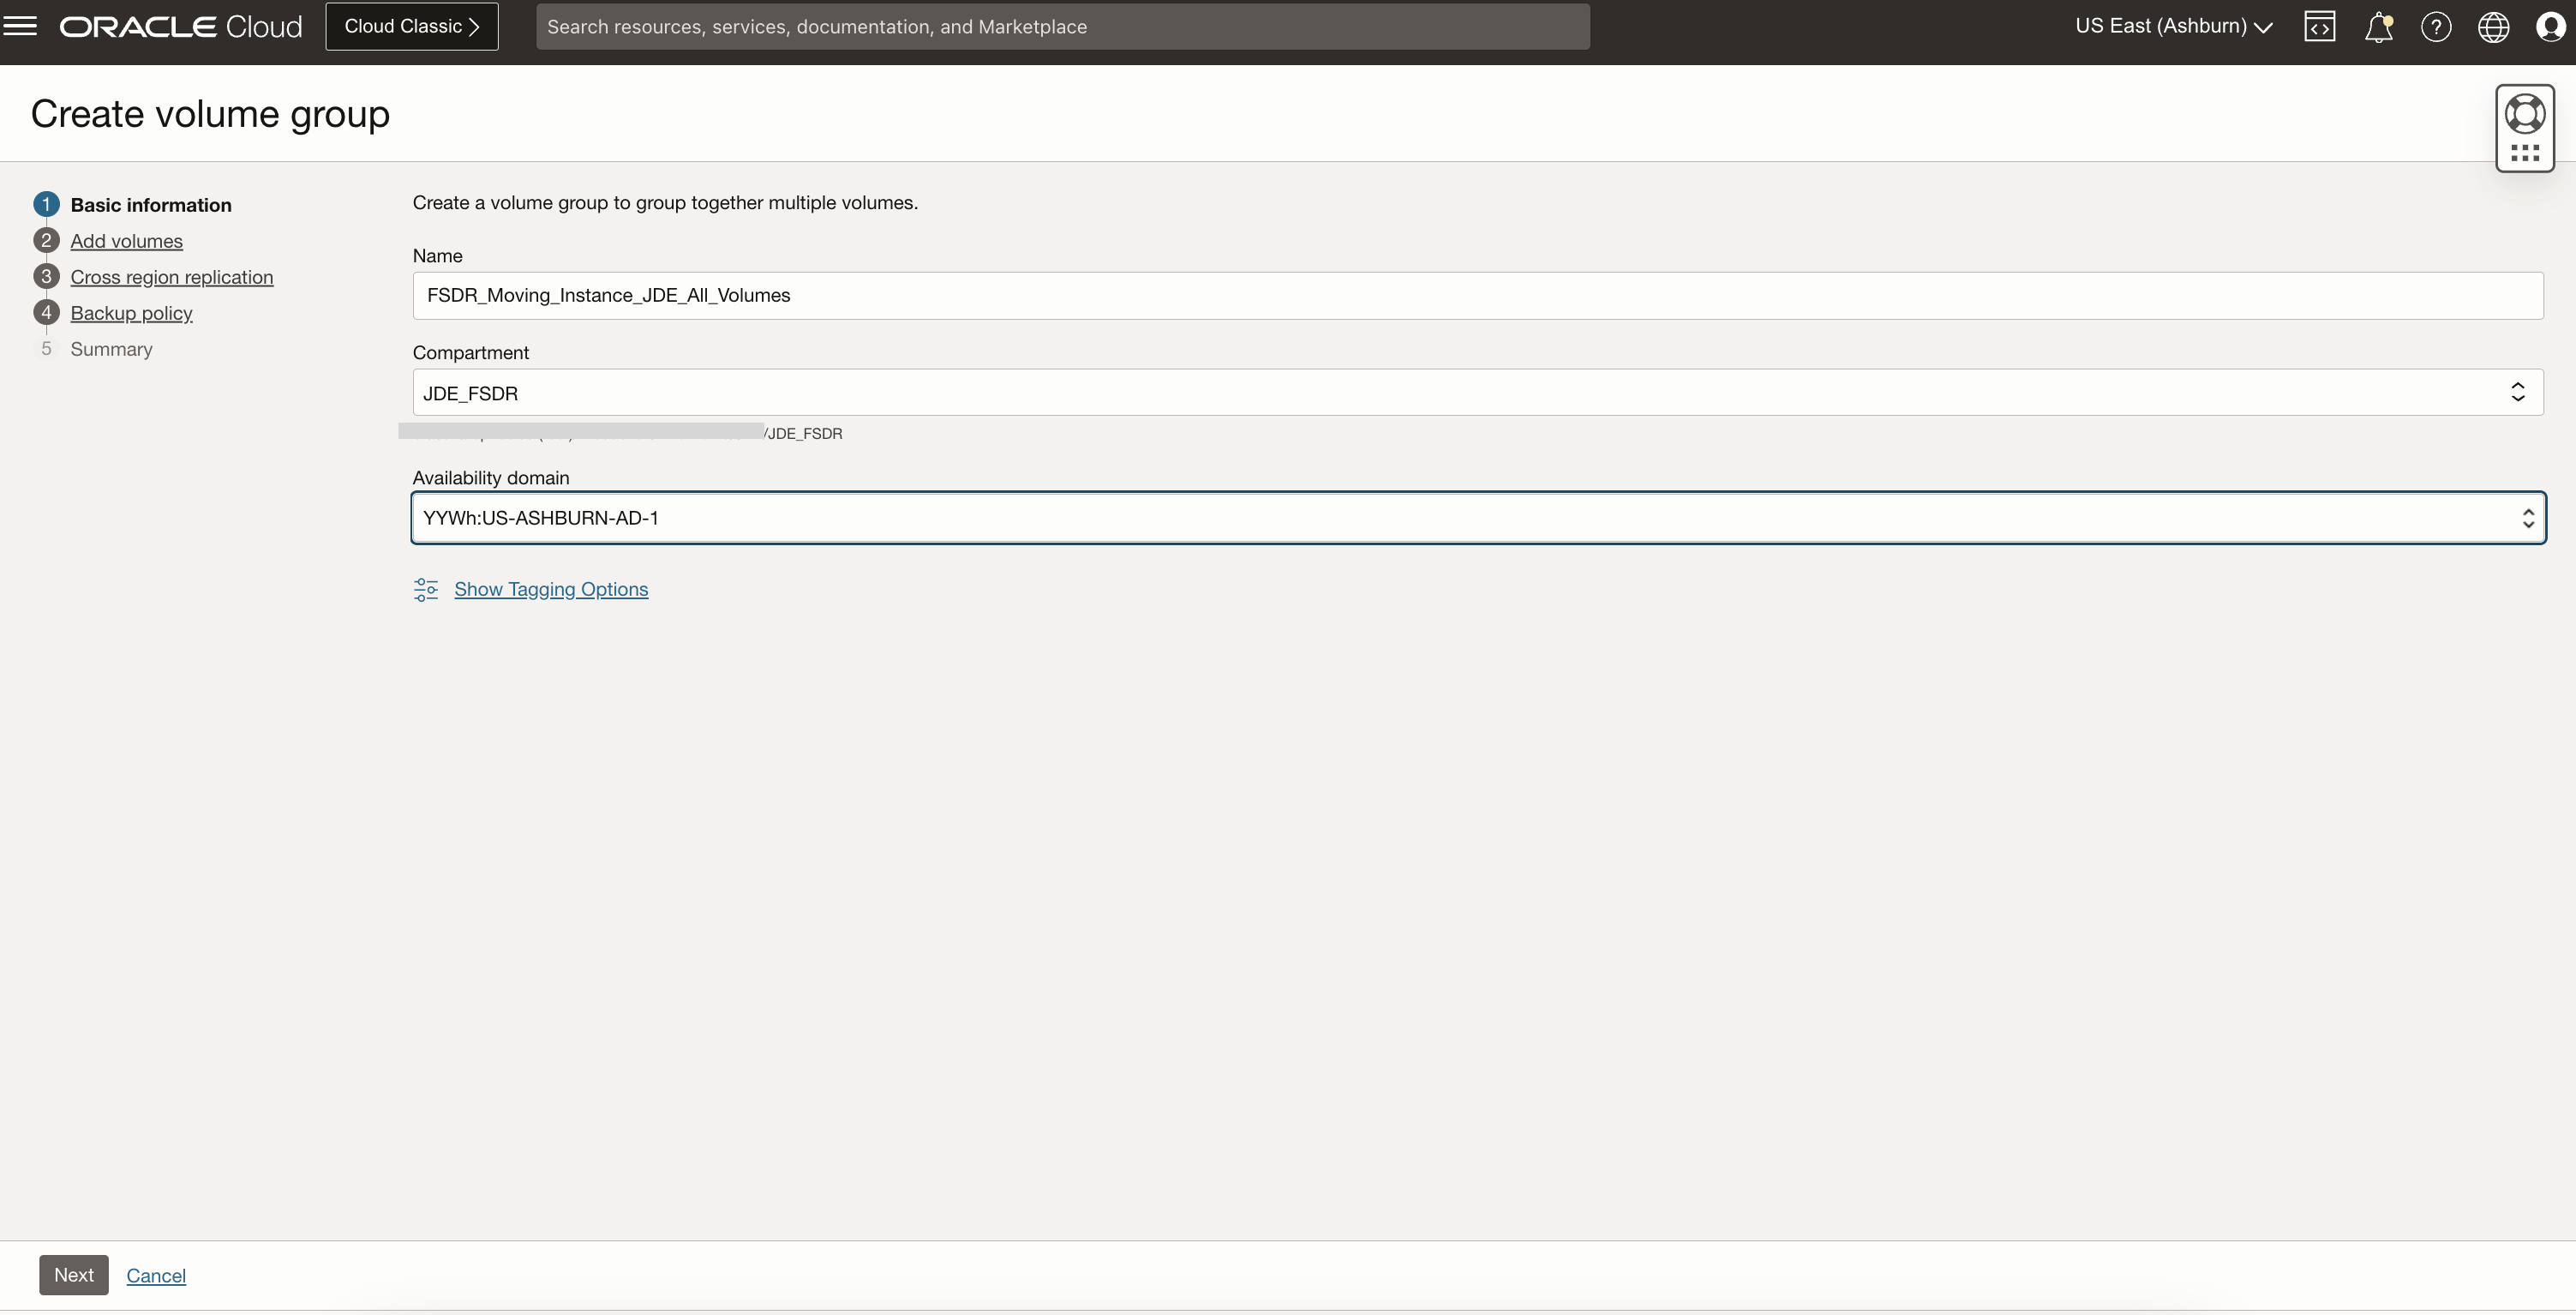 ORACLE Cloud
Cloud Classic
Search resources, services, documentation, and Marketplace
US East (Ashburn)
Create volume group
1 Basic information
2 Add volumes
3 Cross region replication
4 Backup policy
5 Summary
Create a volume group to group together multiple volumes.
Name
FSDR_Moving_Instance_JDE_All_Volumes
Compartment
JDE_FSDR
/JDE_FSDR
Availability domain
YYWh:US-ASHBURN-AD-1
Show Tagging Options
Next
Cancel